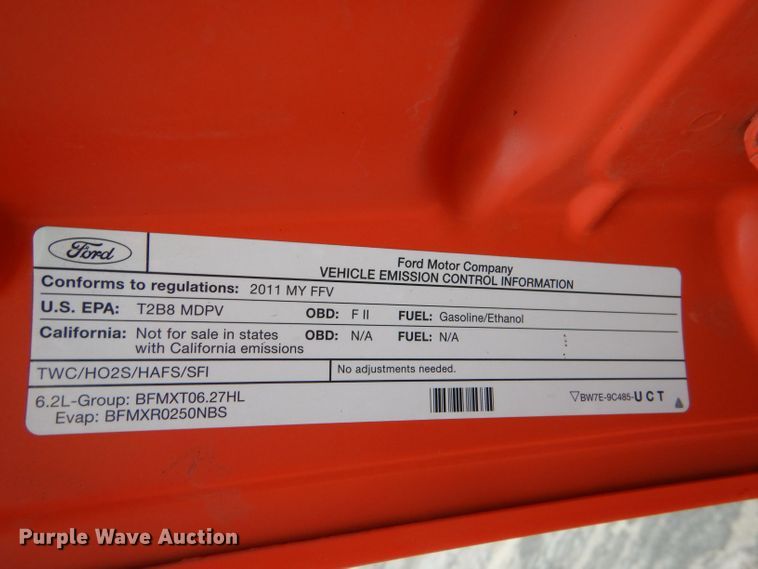 Ford
Ford Motor Company
VEHICLE EMISSION CONTROL INFORMATION
Conforms to regulations: 2011 MY FFV
U.S. EPA: T2B8 MDPV OBD: F II FUEL: Gasoline/Ethanol
California: Not for sale in states OBD: N/A FUEL: N/A
with California emissions
TWC/HO2S/HAFS/SFI No adjustments needed.
6.2L-Group: BFMXT06.27HL
Evap: BFMXR0250NBS
BW7E-9C485-UCT
Purple Wave Auction